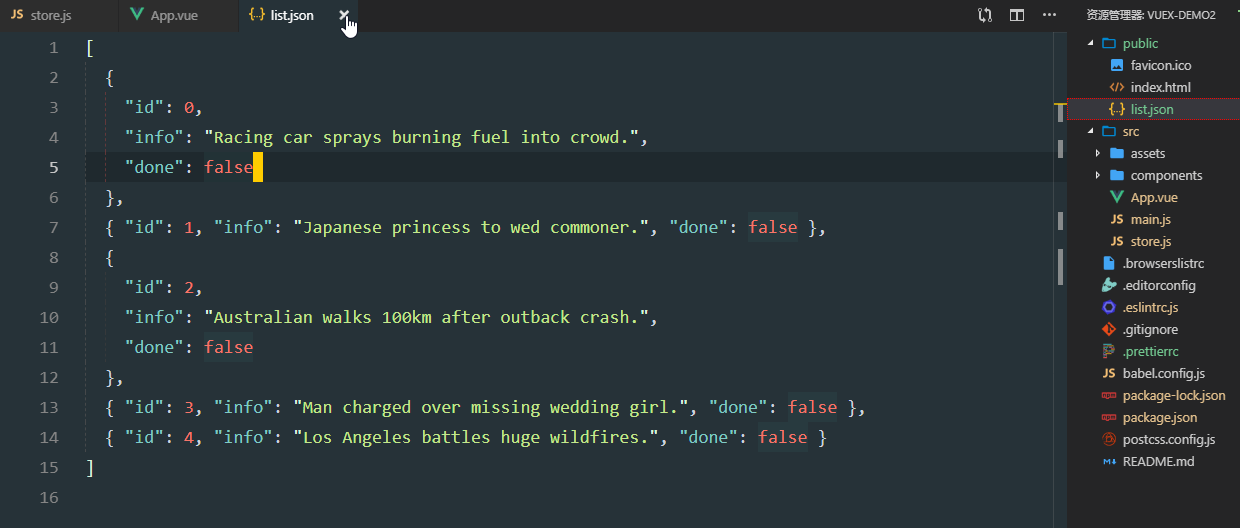 JS store.js App.vue {..} list.json 资源管理器: VUEX-DEMO2
1 [
2 {
3 "id": 0,
4 "info": "Racing car sprays burning fuel into crowd.",
5 "done": false
6 },
7 { "id": 1, "info": "Japanese princess to wed commoner.", "done": false },
8 {
9 "id": 2,
10 "info": "Australian walks 100km after outback crash.",
11 "done": false
12 },
13 { "id": 3, "info": "Man charged over missing wedding girl.", "done": false },
14 { "id": 4, "info": "Los Angeles battles huge wildfires.", "done": false }
15 ]
16
public
favicon.ico
index.html
{..} list.json
src
assets
components
App.vue
JS main.js
JS store.js
.browserslistrc
.editorconfig
.eslintrc.js
.gitignore
.prettierrc
JS babel.config.js
package-lock.json
package.json
postcss.config.js
README.md